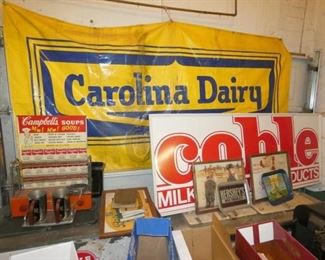 Carolina Dairy
Campbell's SOUPS
M'm! M'm! GOOD!
coble
MILK
PRODUCTS
HERSHEY'S